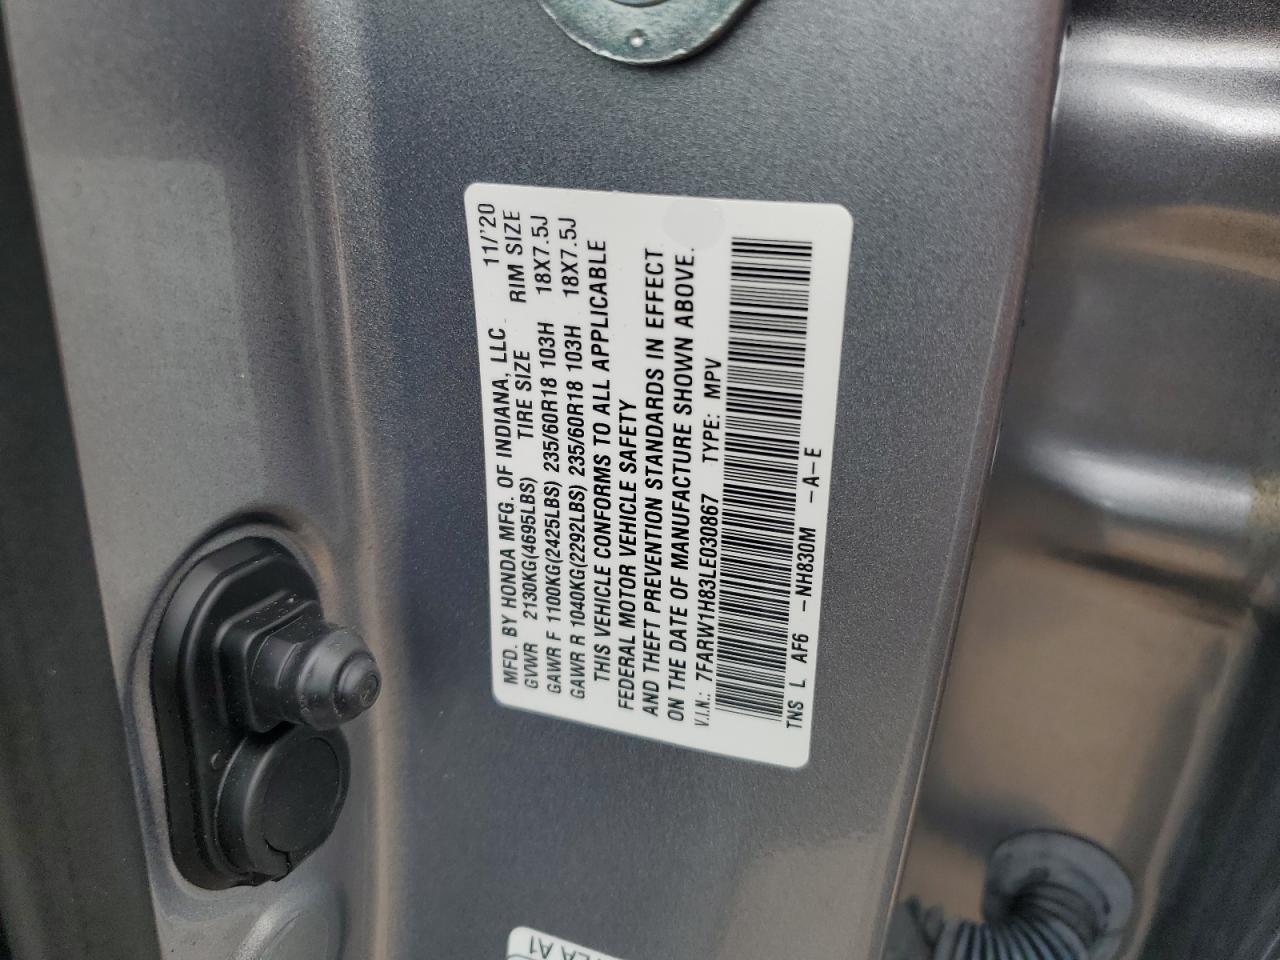 MFD. BY HONDA MFG. OF INDIANA, LLC 11/'20
GVWR 2130KG(4695LBS) TIRE SIZE RIM SIZE
GAWR F 1100KG(2425LBS) 235/60R18 103H 18X7.5J
GAWR R 1040KG(2292LBS) 235/60R18 103H 18X7.5J
THIS VEHICLE CONFORMS TO ALL APPLICABLE
FEDERAL MOTOR VEHICLE SAFETY
AND THEFT PREVENTION STANDARDS IN EFFECT
ON THE DATE OF MANUFACTURE SHOWN ABOVE.
V.I.N.: 7FARW1H83LE030867 TYPE: MPV
TNS L AF6 -NH830M -A-E